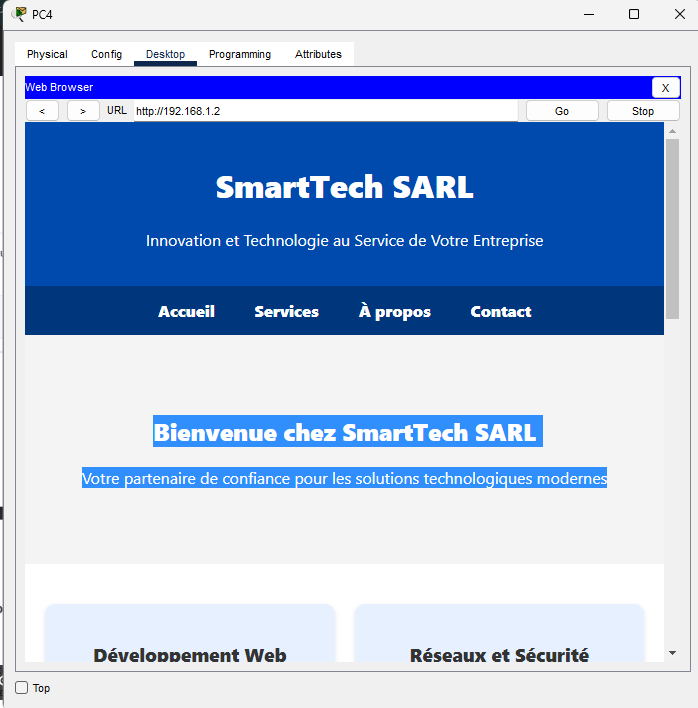 PC4
Physical Config Desktop Programming Attributes
Web Browser X
< > URL http://192.168.1.2 Go Stop
SmartTech SARL
Innovation et Technologie au Service de Votre Entreprise
Accueil Services À propos Contact
Bienvenue chez SmartTech SARL
Votre partenaire de confiance pour les solutions technologiques modernes
Développement Web Réseaux et Sécurité
Top